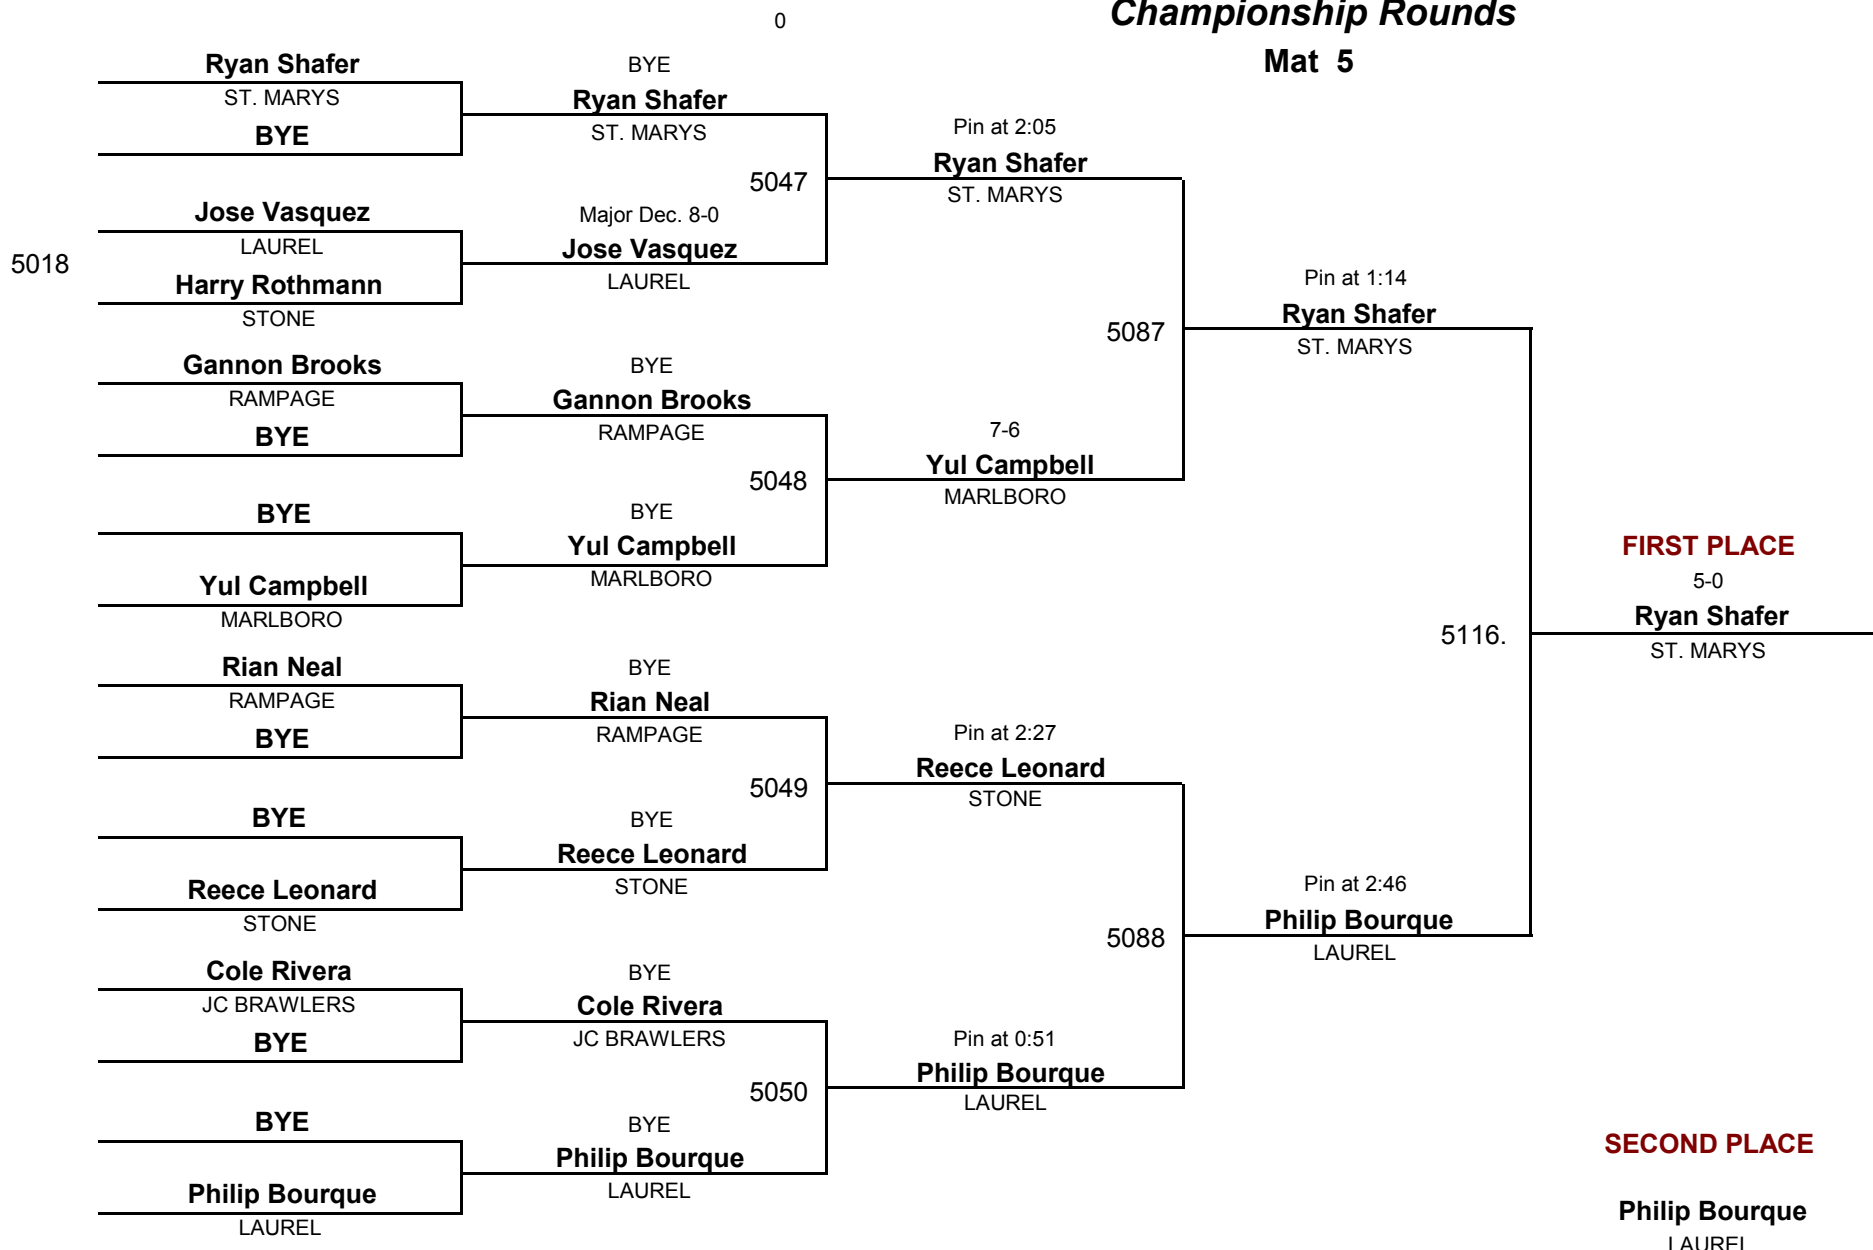 Championship Rounds
0
Mat 5
Ryan Shafer
ST. MARYS
BYE
5018
Jose Vasquez
LAUREL
Harry Rothmann
STONE
Gannon Brooks
RAMPAGE
BYE
BYE
Yul Campbell
MARLBORO
Rian Neal
RAMPAGE
BYE
BYE
Reece Leonard
STONE
Cole Rivera
JC BRAWLERS
BYE
BYE
Philip Bourque
LAUREL
BYE
Ryan Shafer
ST. MARYS
5047
Major Dec. 8-0
Jose Vasquez
LAUREL
BYE
Gannon Brooks
RAMPAGE
5048
BYE
Yul Campbell
MARLBORO
BYE
Rian Neal
RAMPAGE
5049
BYE
Reece Leonard
STONE
BYE
Cole Rivera
JC BRAWLERS
5050
BYE
Philip Bourque
LAUREL
Pin at 2:05
Ryan Shafer
ST. MARYS
5087
7-6
Yul Campbell
MARLBORO
Pin at 2:27
Reece Leonard
STONE
5088
Pin at 0:51
Philip Bourque
LAUREL
Pin at 1:14
Ryan Shafer
ST. MARYS
5116.
Pin at 2:46
Philip Bourque
LAUREL
FIRST PLACE
5-0
Ryan Shafer
ST. MARYS
SECOND PLACE
Philip Bourque
LAUREL